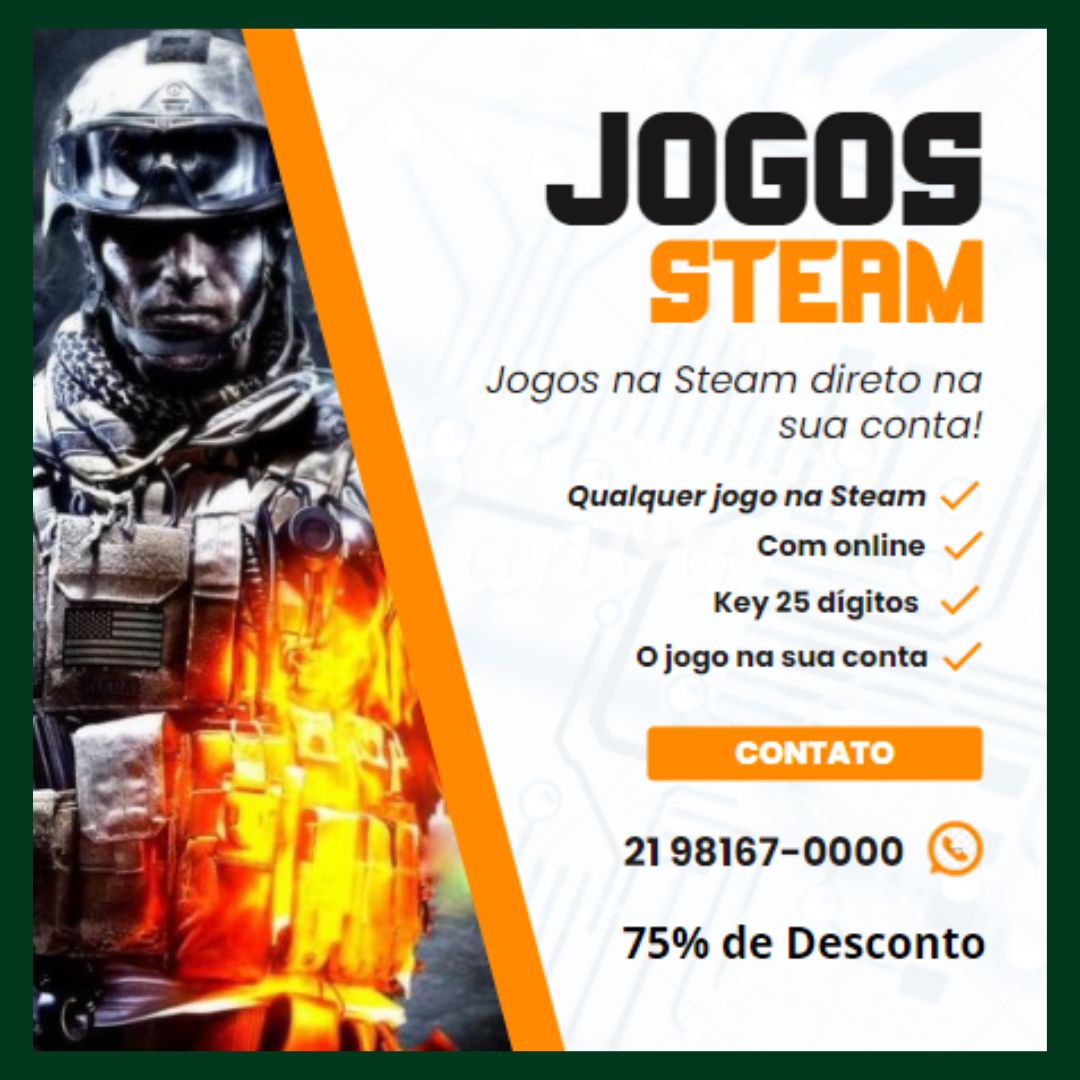 JOGOS
STEAM
Jogos na Steam direto na
sua conta!
Qualquer jogo na Steam
Com online
Key 25 dígitos
O jogo na sua conta
CONTATO
21 98167-0000
75% de Desconto